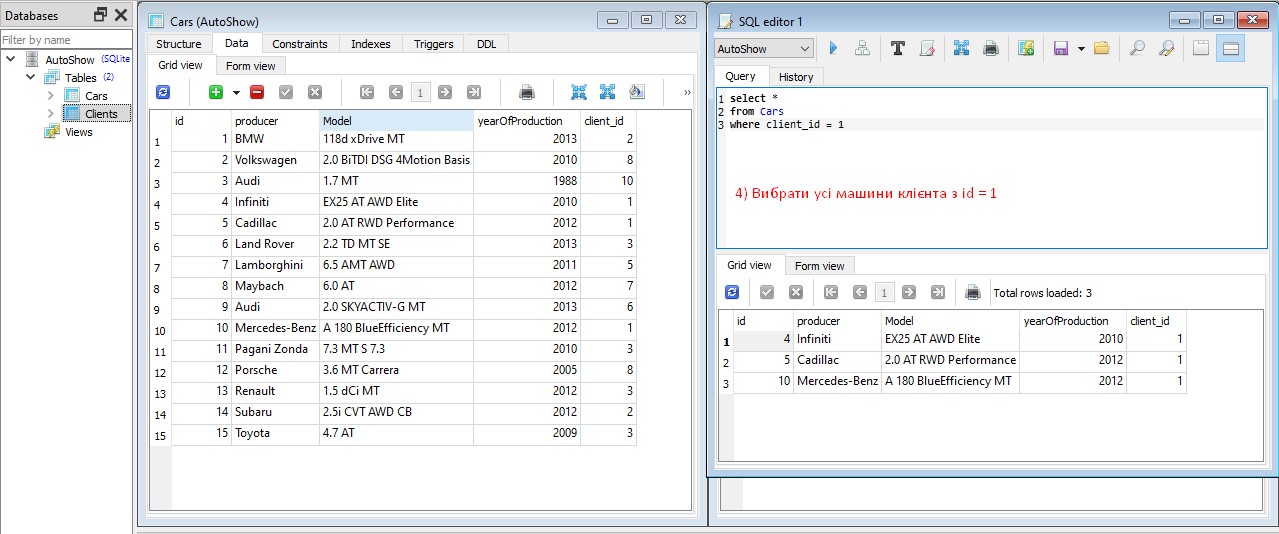 Databases
Filter by name
AutoShow (SQLite
Tables (2)
Cars
Clients
Views
Cars (AutoShow)
Structure Data Constraints Indexes Triggers DDL
Grid view Form view
1 »
id producer Model yearOfProduction client_id
1 1 BMW 118d xDrive MT 2013 2
2 2 Volkswagen 2.0 BiTDI DSG 4Motion Basis 2010 8
3 3 Audi 1.7 MT 1988 10
4 4 Infiniti EX25 AT AWD Elite 2010 1
5 5 Cadillac 2.0 AT RWD Performance 2012 1
6 6 Land Rover 2.2 TD MT SE 2013 3
7 7 Lamborghini 6.5 AMT AWD 2011 5
8 8 Maybach 6.0 AT 2012 7
9 9 Audi 2.0 SKYACTIV-G MT 2013 6
10 10 Mercedes-Benz A 180 BlueEfficiency MT 2012 1
11 11 Pagani Zonda 7.3 MT S 7.3 2010 3
12 12 Porsche 3.6 MT Carrera 2005 8
13 13 Renault 1.5 dCi MT 2012 3
14 14 Subaru 2.5i CVT AWD CB 2012 2
15 15 Toyota 4.7 AT 2009 3
SQL editor 1
AutoShow
Query History
1 select *
2 from Cars
3 where client_id = 1
4) Вибрати усі машини клієнта з id = 1
Grid view Form view
1 Total rows loaded: 3
id producer Model yearOfProduction client_id
1 4 Infiniti EX25 AT AWD Elite 2010 1
2 5 Cadillac 2.0 AT RWD Performance 2012 1
3 10 Mercedes-Benz A 180 BlueEfficiency MT 2012 1